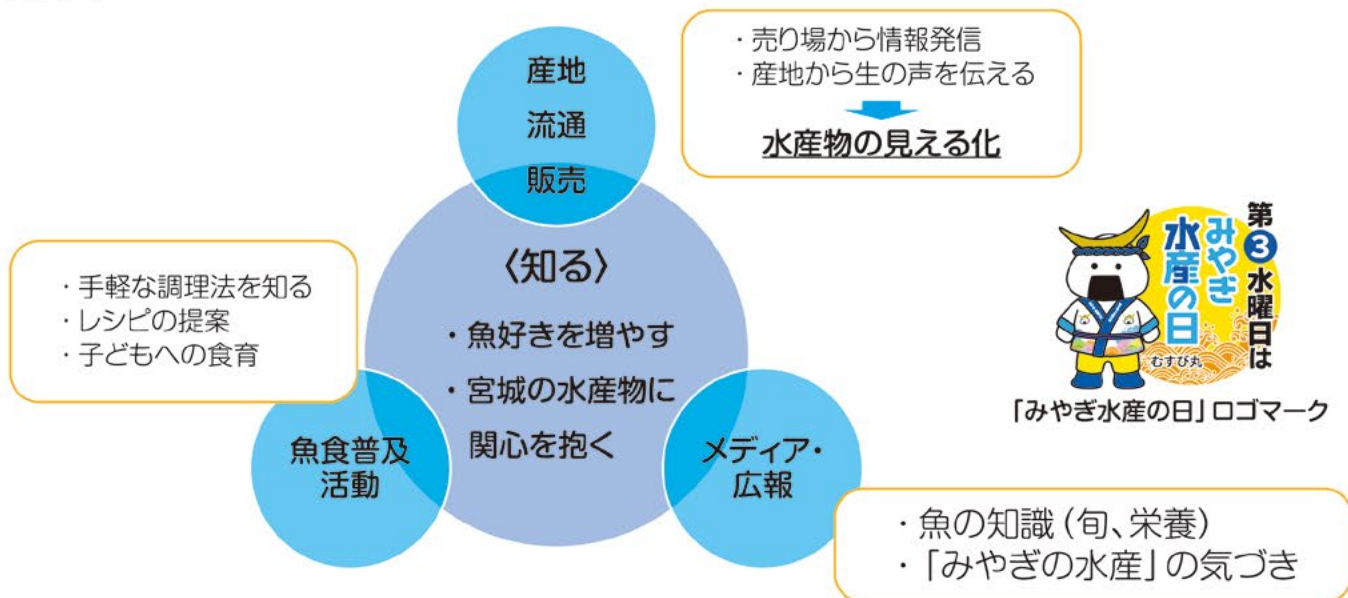 産地
流通
販売
・売り場から情報発信
・産地から生の声を伝える
水産物の見える化
〈知る〉
・魚好きを増やす
・宮城の水産物に
関心を抱く
・手軽な調理法を知る
・レシピの提案
・子どもへの食育
魚食普及
活動
メディア・
広報
・魚の知識(旬、栄養)
・「みやぎの水産」の気づき
第3水曜日は
みやぎ
水産の日
むすび丸
「みやぎ水産の日」ロゴマーク